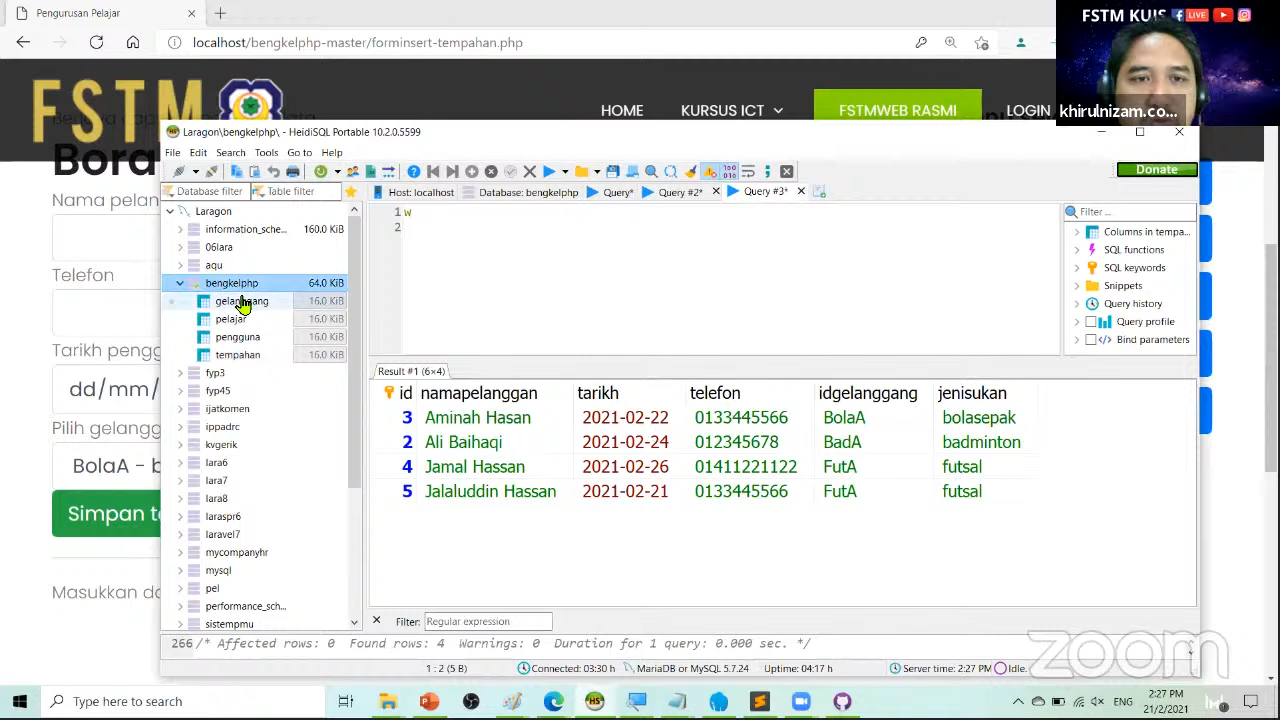 Pengurusan Pelajar
localhost/bengkelphp-master/forminsert-tempahan.php
FSTM KUIS
LIVE
khirulnizam.co...
FSTM
HOME
KURSUS ICT
FSTMWEB RASMI
LOGIN
Bora
Nama pelan
Telefon
Tarikh pengg
dd/mm/
Pilih gelangg
BolaA - b
Simpan te
Masukkan da
Laragon\bengkelphp\ - HeidiSQL Portable 10.2.0.5599
File Edit Search Tools Go to Help
Donate
Database filter
Table filter
Host: localhost
Database: bengkelphp
Query*
Query #2*
Query #3*
Laragon
information_sche... 160.0 KiB
06lara
aqu
bengkelphp 64.0 KiB
gelanggang 16.0 KiB
pelajar 16.0 KiB
pengguna 16.0 KiB
tempahan 16.0 KiB
fyp3
fyp45
ijatkomen
ippadrc
kvgerik
lara6
lara7
lara8
laraspr6
laravel7
mycompanyhr
mysql
pel
performance_sch...
sistempmu
1 w
2
Filter ...
Columns in tempa...
SQL functions
SQL keywords
Snippets
Query history
Query profile
Bind parameters
Result #1 (6×4)
id namapelanggan tarikh telefon idgelanggang jenisukan
3 Aminah Hasan 2021-02-22 0133445566 BolaA bolasepak
2 Ali Baihaqi 2021-02-24 012345678 BadA badminton
4 Jamal Hassan 2021-02-26 01411221122 FutA futsal
5 Jalaluddin Hassan 2021-02-21 0133445566 FutA futsal
Filter: Regular expression
266 /* Affected rows: 0 Found rows: Warnings: 0 Duration for 1 query: 0.000 sec. */
1 - 2 (5 B)
Connected: 03:30 h
MariaDB or MySQL 5.7.24
Uptime: 04:17 h
Server time: 2:27 PM
Idle.
zoom
Type here to search
ENG
2:27 PM
21/2/2021